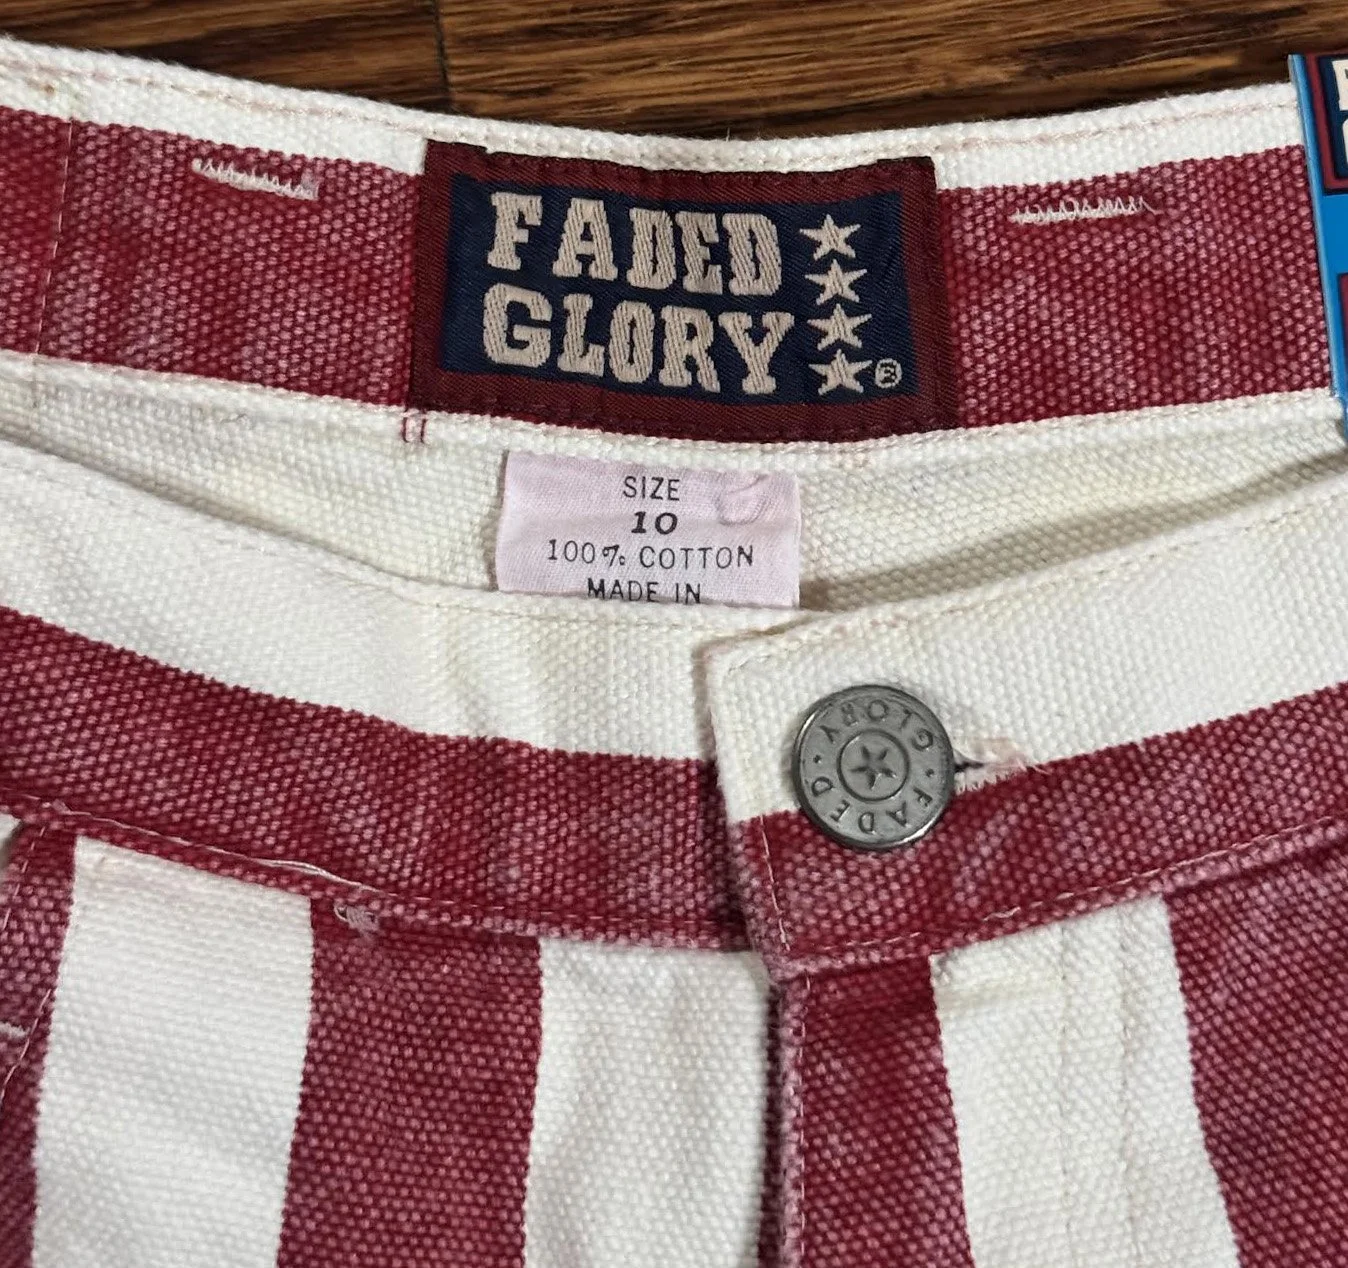 FADED
GLORY
®
SIZE
10
100% COTTON
MADE IN
FADED · GLORY ·